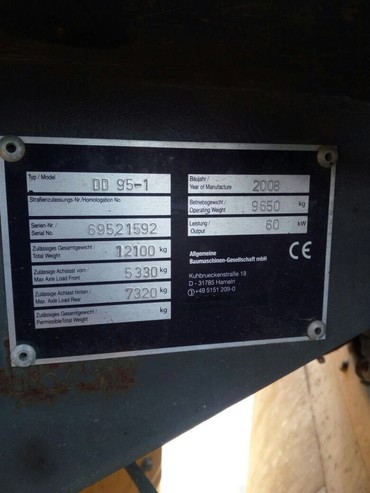 Typ / Model
DD 95-1
Straßenzulassungs-Nr./Homologation No.
Serien-Nr. /
Serial No.
69521592
Zulässiges Gesamtgewicht /
Total Weight
12100 kg
Zulässige Achslast vorn /
Max Axle Load Front
5330 kg
Zulässige Achslast hinten /
Max Axle Load Rear
7320 kg
Zulässiges Gesamtgewicht /
Permissible/Total Weight
kg
Baujahr /
Year of Manufacture
2008
Betriebsgewicht /
Operating Weight
9650 kg
Leistung /
Output
60 kW
Allgemeine
Baumaschinen-Gesellschaft mbH
CE
Kuhbrueckenstraße 18
D - 31785 Hameln
+49 5151 209-0